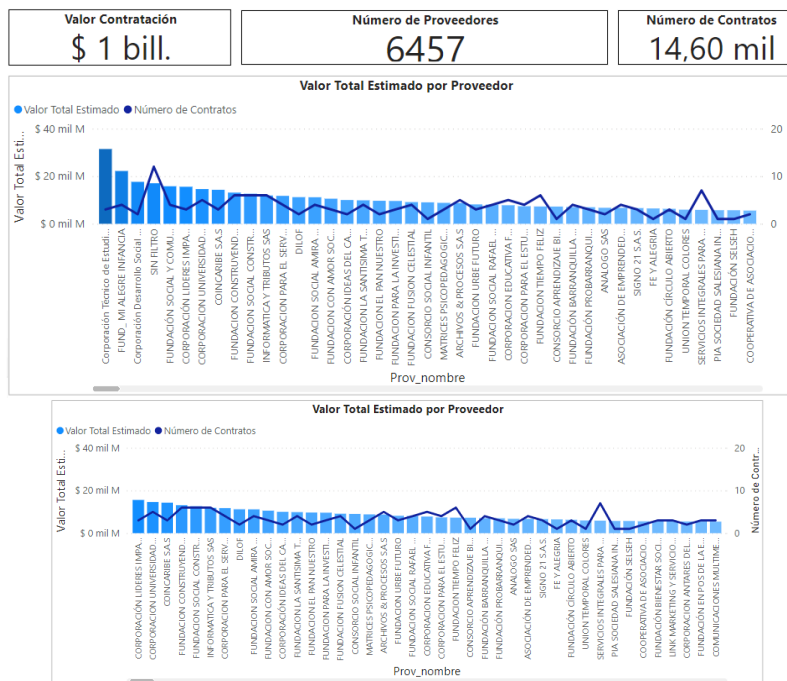 Valor Contratación
$ 1 bill.
Número de Proveedores
6457
Número de Contratos
14,60 mil
Valor Total Estimado por Proveedor
Valor Total Estimado Número de Contratos
Valor Total Esti...
$ 40 mil M
$ 20 mil M
$ 0 mil M
20
10
0
Corporación Técnico de Estudi...
FUND_ MI ALEGRE INFANCIA
Corporación Desarrollo Social ...
SIN FILTRO
FUNDACIÓN SOCIAL Y COMU...
CORPORACIÓN LIDERES IMPA...
CORPORACION UNIVERSIDAD...
COINCARIBE S.A.S
FUNDACION CONSTRUYEND...
FUNDACION SOCIAL CONSTR...
INFORMATICA Y TRIBUTOS SAS
CORPORACION PARA EL SERV...
DILOF
FUNDACION SOCIAL AMIRA ...
FUNDACION CON AMOR SOC...
CORPORACIÓN IDEAS DEL CA...
FUNDACION LA SANTISIMA T...
FUNDACION EL PAN NUESTRO
FUNDACION PARA LA INVESTI...
FUNDACION FUSION CELESTIAL
CONSORCIO SOCIAL INFANTIL
MATRICES PSICOPEDAGOGIC...
ARCHIVOS & PROCESOS S.A.S
FUNDACION URBE FUTURO
FUNDACION SOCIAL RAFAEL ...
CORPORACION EDUCATIVA F...
CORPORACION PARA EL ESTU...
FUNDACION TIEMPO FELIZ
CONSORCIO APRENDIZAJE BI...
FUNDACIÓN BARRANQUILLA ...
FUNDACIÓN PROBARRANQUI...
ANALOGO SAS
ASOCIACIÓN DE EMPRENDED...
SIGNO 21 S.A.S.
FE Y ALEGRIA
FUNDACIÓN CÍRCULO ABIERTO
UNION TEMPORAL COLORES
SERVICIOS INTEGRALES PARA ...
PIA SOCIEDAD SALESIANA IN...
FUNDACIÓN SELSEH
COOPERATIVA DE ASOCIADO...
Prov_nombre
Valor Total Estimado por Proveedor
Valor Total Estimado Número de Contratos
Valor Total Esti...
$ 40 mil M
$ 20 mil M
$ 0 mil M
20
10
0
Número de Contr...
CORPORACIÓN LIDERES IMPA...
CORPORACION UNIVERSIDAD...
COINCARIBE S.A.S
FUNDACION CONSTRUYEND...
FUNDACION SOCIAL CONSTR...
INFORMATICA Y TRIBUTOS SAS
CORPORACION PARA EL SERV...
DILOF
FUNDACION SOCIAL AMIRA ...
FUNDACION CON AMOR SOC...
CORPORACIÓN IDEAS DEL CA...
FUNDACION LA SANTISIMA T...
FUNDACION EL PAN NUESTRO
FUNDACION PARA LA INVESTI...
FUNDACION FUSION CELESTIAL
CONSORCIO SOCIAL INFANTIL
MATRICES PSICOPEDAGOGIC...
ARCHIVOS & PROCESOS S.A.S
FUNDACION URBE FUTURO
FUNDACION SOCIAL RAFAEL ...
CORPORACION EDUCATIVA F...
CORPORACION PARA EL ESTU...
FUNDACION TIEMPO FELIZ
CONSORCIO APRENDIZAJE BI...
FUNDACIÓN BARRANQUILLA ...
FUNDACIÓN PROBARRANQUI...
ANALOGO SAS
ASOCIACIÓN DE EMPRENDED...
SIGNO 21 S.A.S.
FE Y ALEGRIA
FUNDACIÓN CÍRCULO ABIERTO
UNION TEMPORAL COLORES
SERVICIOS INTEGRALES PARA ...
PIA SOCIEDAD SALESIANA IN...
FUNDACIÓN SELSEH
COOPERATIVA DE ASOCIADO...
FUNDACIÓN BIENESTAR SOCI...
LINK MARKETING Y SERVICIO...
CORPORACION ANTARES DEL...
FUNDACIÓN EN POS DE LA E...
COMUNICACIONES MULTIME...
Prov_nombre